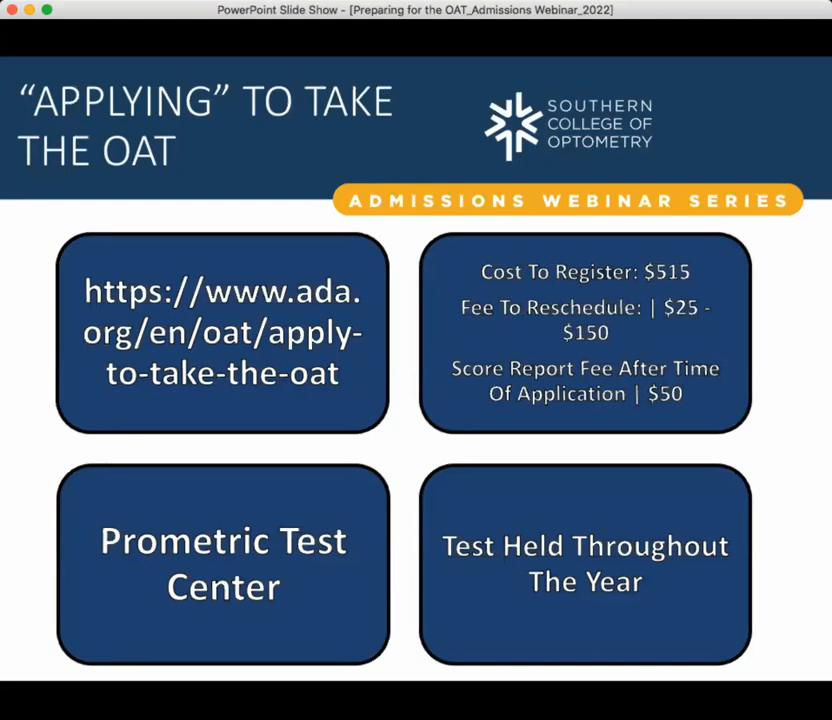 PowerPoint Slide Show - [Preparing for the OAT_Admissions Webinar_2022]
“APPLYING” TO TAKE
THE OAT
SOUTHERN
COLLEGE OF
OPTOMETRY
ADMISSIONS WEBINAR SERIES
https://www.ada.
org/en/oat/apply-
to-take-the-oat
Cost To Register: $515
Fee To Reschedule: | $25 -
$150
Score Report Fee After Time
Of Application | $50
Prometric Test
Center
Test Held Throughout
The Year